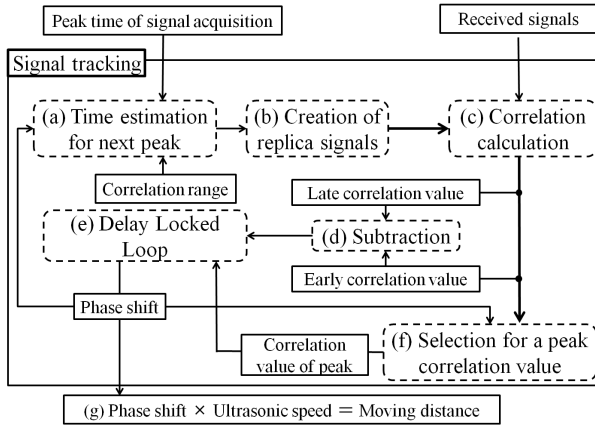 Peak time of signal acquisition
Received signals
Signal tracking
(a) Time estimation
for next peak
(b) Creation of
replica signals
(c) Correlation
calculation
Correlation range
Late correlation value
(e) Delay Locked
Loop
(d) Subtraction
Early correlation value
Phase shift
Correlation
value of peak
(f) Selection for a peak
correlation value
(g) Phase shift × Ultrasonic speed = Moving distance